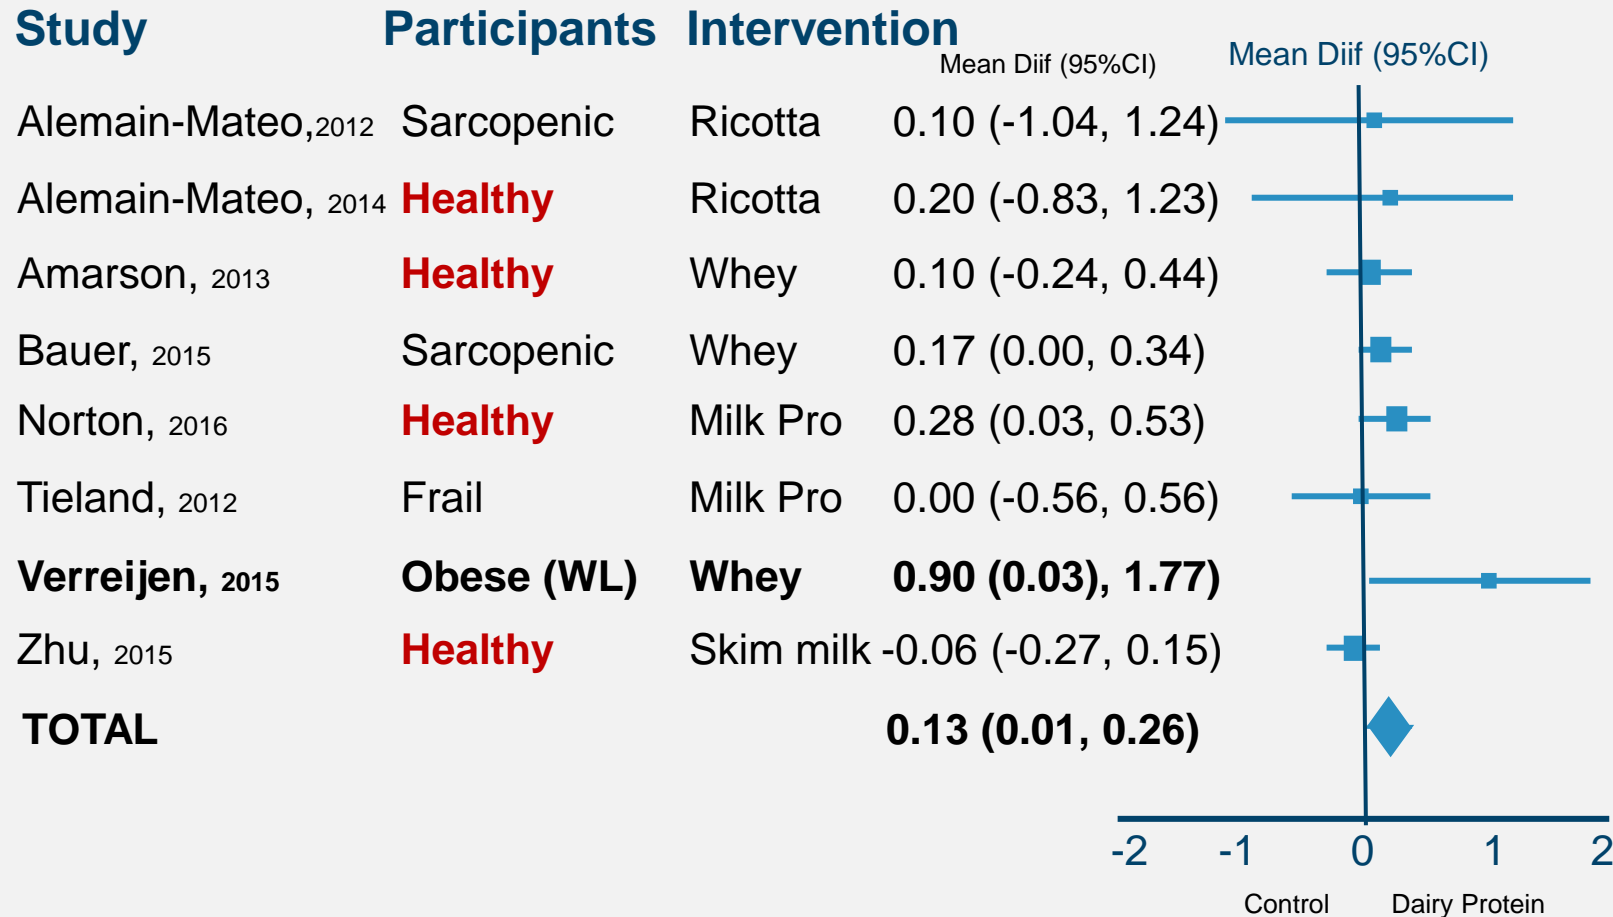 Study Participants Intervention
Mean Diif (95%CI) Mean Diif (95%CI)
Alemain-Mateo,2012 Sarcopenic Ricotta 0.10 (-1.04, 1.24)
Alemain-Mateo, 2014 Healthy Ricotta 0.20 (-0.83, 1.23)
Amarson, 2013 Healthy Whey 0.10 (-0.24, 0.44)
Bauer, 2015 Sarcopenic Whey 0.17 (0.00, 0.34)
Norton, 2016 Healthy Milk Pro 0.28 (0.03, 0.53)
Tieland, 2012 Frail Milk Pro 0.00 (-0.56, 0.56)
Verreijen, 2015 Obese (WL) Whey 0.90 (0.03), 1.77)
Zhu, 2015 Healthy Skim milk -0.06 (-0.27, 0.15)
TOTAL 0.13 (0.01, 0.26)
-2 -1 0 1 2
Control Dairy Protein